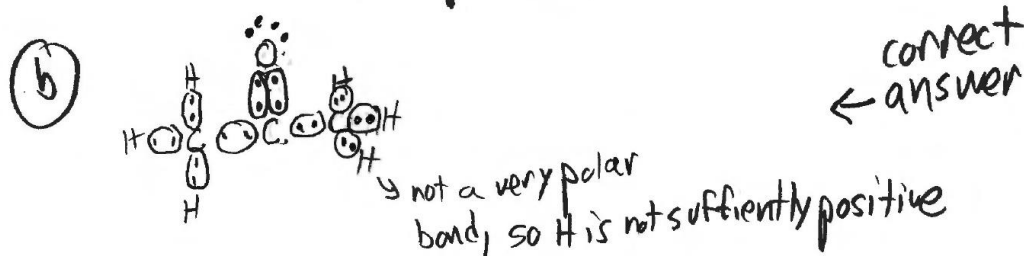 b
correct
← answer
O
H H
H C C C H
H H
not a very polar
bond, so H is not suffiently positive